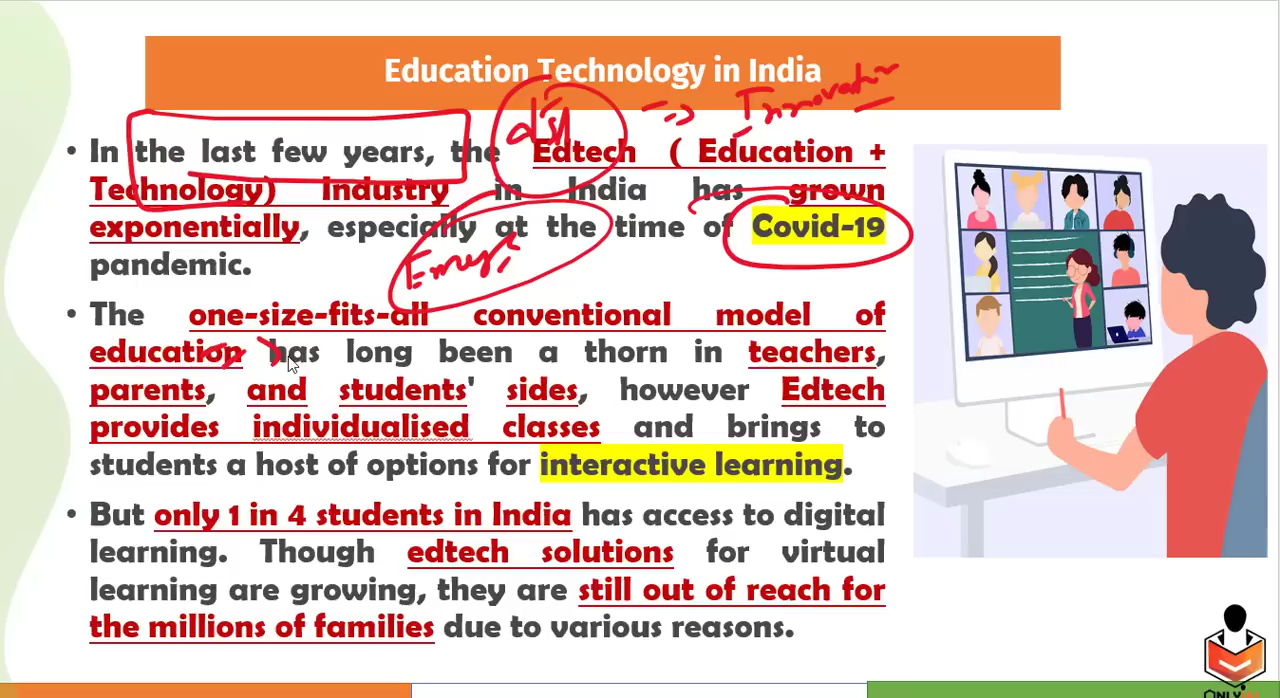 Education Technology in India
• In the last few years, the Edtech ( Education +
Technology) Industry in India has grown
exponentially, especially at the time of Covid-19
pandemic.
• The one-size-fits-all conventional model of
education has long been a thorn in teachers,
parents, and students' sides, however Edtech
provides individualised classes and brings to
students a host of options for interactive learning.
• But only 1 in 4 students in India has access to digital
learning. Though edtech solutions for virtual
learning are growing, they are still out of reach for
the millions of families due to various reasons.